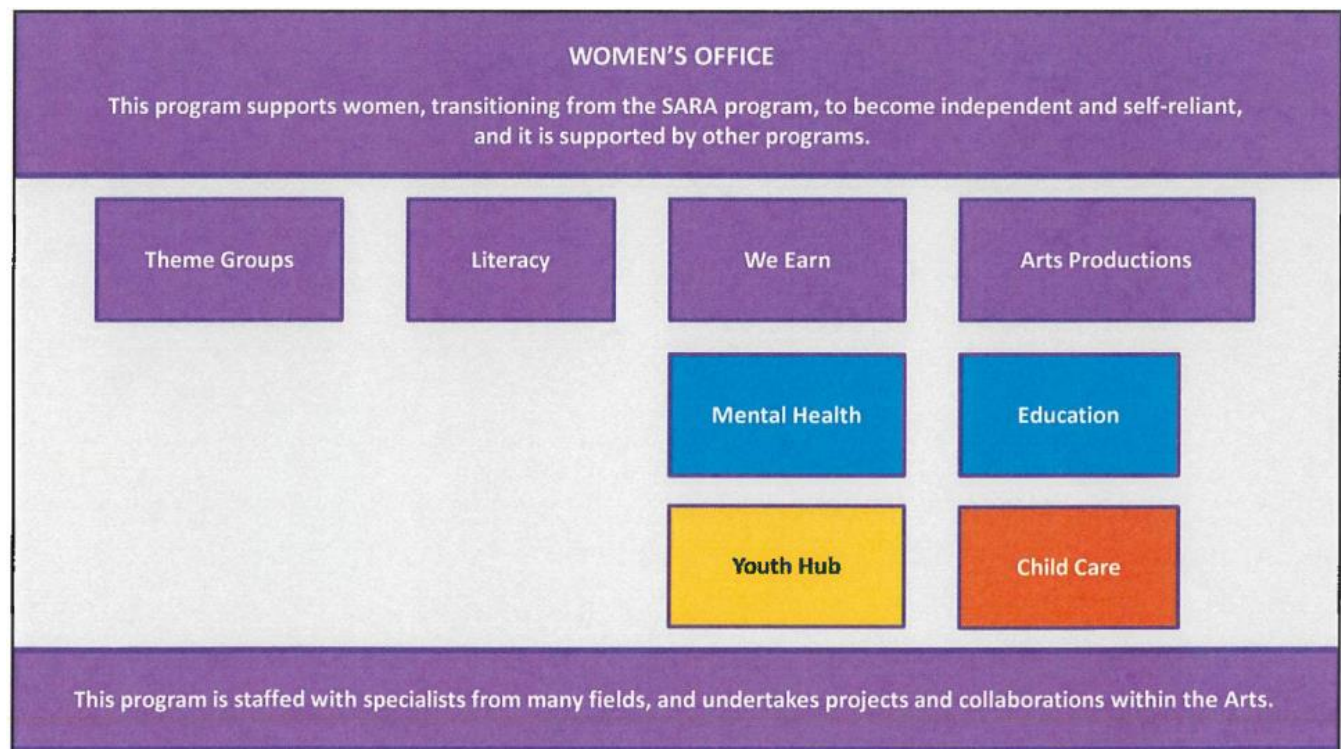 WOMEN'S OFFICE
This program supports women, transitioning from the SARA program, to become independent and self-reliant,
and it is supported by other programs.
Theme Groups
Literacy
We Earn
Arts Productions
Mental Health
Education
Youth Hub
Child Care
This program is staffed with specialists from many fields, and undertakes projects and collaborations within the Arts.